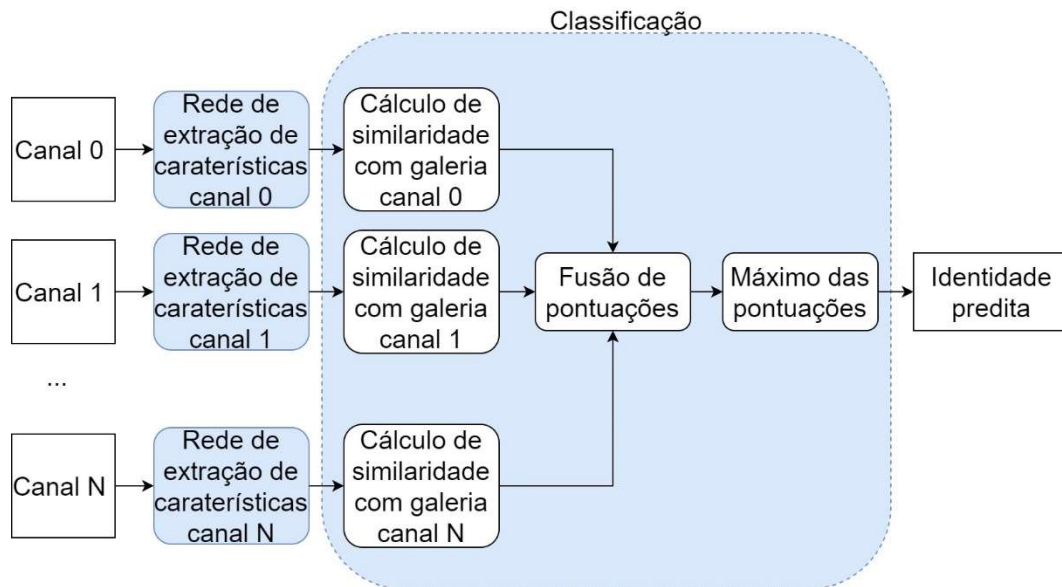 Classificação
Canal 0
Rede de
extração de
caraterísticas
canal 0
Cálculo de
similaridade
com galeria
canal 0
Canal 1
Rede de
extração de
caraterísticas
canal 1
Cálculo de
similaridade
com galeria
canal 1
Fusão de
pontuações
Máximo das
pontuações
Identidade
predita
...
Canal N
Rede de
extração de
caraterísticas
canal N
Cálculo de
similaridade
com galeria
canal N